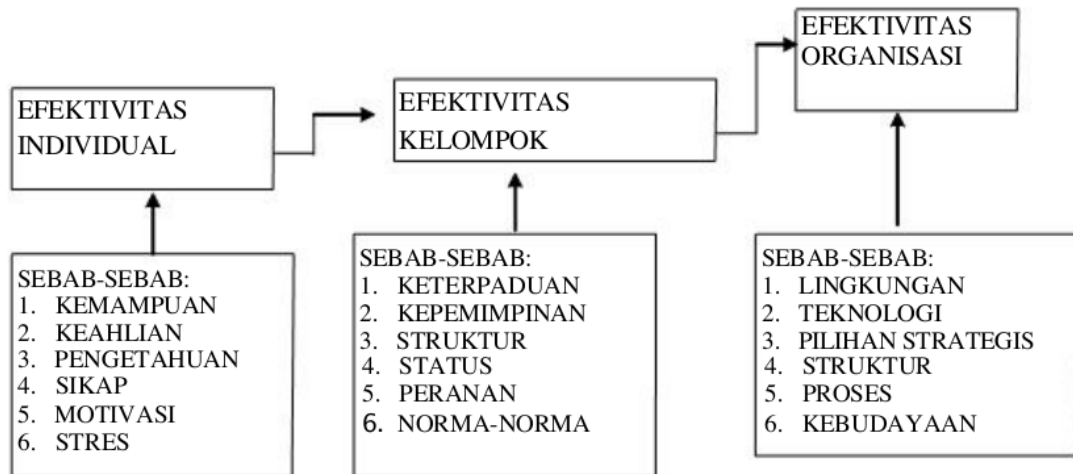 EFEKTIVITAS
INDIVIDUAL
EFEKTIVITAS
KELOMPOK
EFEKTIVITAS
ORGANISASI
SEBAB-SEBAB:
1. KEMAMPUAN
2. KEAHLIAN
3. PENGETAHUAN
4. SIKAP
5. MOTIVASI
6. STRES
SEBAB-SEBAB:
1. KETERPADUAN
2. KEPEMIMPINAN
3. STRUKTUR
4. STATUS
5. PERANAN
6. NORMA-NORMA
SEBAB-SEBAB:
1. LINGKUNGAN
2. TEKNOLOGI
3. PILIHAN STRATEGIS
4. STRUKTUR
5. PROSES
6. KEBUDAYAAN